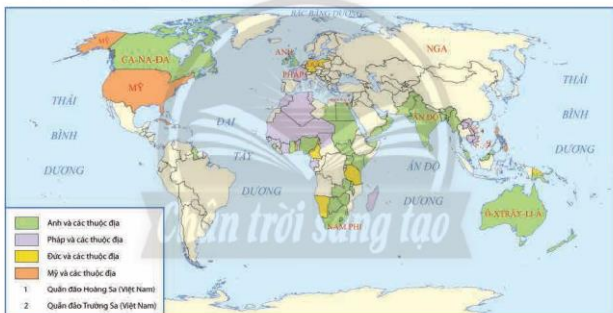 BẮC BĂNG DƯƠNG
MỸ
CA-NA-ĐA
ANH
ĐỨC
PHÁP
NGA
MỸ
THÁI
BÌNH
DƯƠNG
ĐẠI
TÂY
DƯƠNG
ẤN ĐỘ
ẤN ĐỘ
DƯƠNG
THÁI
BÌNH
DƯƠNG
Ô-XTRÂY-LI-A
NAM PHI
Chân trời sáng tạo
Anh và các thuộc địa
Pháp và các thuộc địa
Đức và các thuộc địa
Mỹ và các thuộc địa
1 Quần đảo Hoàng Sa (Việt Nam)
2 Quần đảo Trường Sa (Việt Nam)